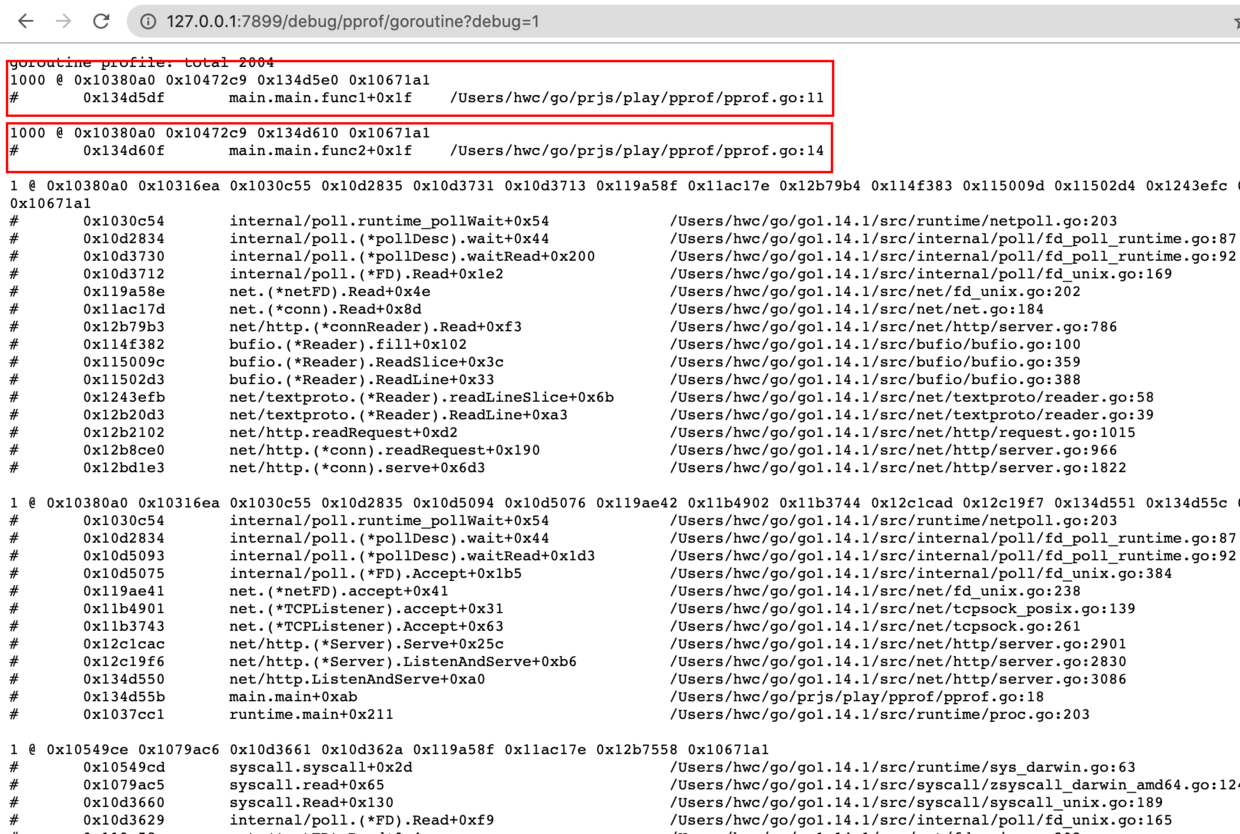 127.0.0.1:7899/debug/pprof/goroutine?debug=1
goroutine profile: total 2004
1000 @ 0x10380a0 0x10472c9 0x134d5e0 0x10671a1
# 0x134d5df main.main.func1+0x1f /Users/hwc/go/prjs/play/pprof/pprof.go:11
1000 @ 0x10380a0 0x10472c9 0x134d610 0x10671a1
# 0x134d60f main.main.func2+0x1f /Users/hwc/go/prjs/play/pprof/pprof.go:14
1 @ 0x10380a0 0x10316ea 0x1030c55 0x10d2835 0x10d3731 0x10d3713 0x119a58f 0x11ac17e 0x12b79b4 0x114f383 0x115009d 0x11502d4 0x1243efc
0x10671a1
# 0x1030c54 internal/poll.runtime_pollWait+0x54 /Users/hwc/go/go1.14.1/src/runtime/netpoll.go:203
# 0x10d2834 internal/poll.(*pollDesc).wait+0x44 /Users/hwc/go/go1.14.1/src/internal/poll/fd_poll_runtime.go:87
# 0x10d3730 internal/poll.(*pollDesc).waitRead+0x200 /Users/hwc/go/go1.14.1/src/internal/poll/fd_poll_runtime.go:92
# 0x10d3712 internal/poll.(*FD).Read+0x1e2 /Users/hwc/go/go1.14.1/src/internal/poll/fd_unix.go:169
# 0x119a58e net.(*netFD).Read+0x4e /Users/hwc/go/go1.14.1/src/net/fd_unix.go:202
# 0x11ac17d net.(*conn).Read+0x8d /Users/hwc/go/go1.14.1/src/net/net.go:184
# 0x12b79b3 net/http.(*connReader).Read+0xf3 /Users/hwc/go/go1.14.1/src/net/http/server.go:786
# 0x114f382 bufio.(*Reader).fill+0x102 /Users/hwc/go/go1.14.1/src/bufio/bufio.go:100
# 0x115009c bufio.(*Reader).ReadSlice+0x3c /Users/hwc/go/go1.14.1/src/bufio/bufio.go:359
# 0x11502d3 bufio.(*Reader).ReadLine+0x33 /Users/hwc/go/go1.14.1/src/bufio/bufio.go:388
# 0x1243efb net/textproto.(*Reader).readLineSlice+0x6b /Users/hwc/go/go1.14.1/src/net/textproto/reader.go:58
# 0x12b20d3 net/textproto.(*Reader).ReadLine+0xa3 /Users/hwc/go/go1.14.1/src/net/textproto/reader.go:39
# 0x12b2102 net/http.readRequest+0xd2 /Users/hwc/go/go1.14.1/src/net/http/request.go:1015
# 0x12b8ce0 net/http.(*conn).readRequest+0x190 /Users/hwc/go/go1.14.1/src/net/http/server.go:966
# 0x12bd1e3 net/http.(*conn).serve+0x6d3 /Users/hwc/go/go1.14.1/src/net/http/server.go:1822
1 @ 0x10380a0 0x10316ea 0x1030c55 0x10d2835 0x10d5094 0x10d5076 0x119ae42 0x11b4902 0x11b3744 0x12c1cad 0x12c19f7 0x134d551 0x134d55c
# 0x1030c54 internal/poll.runtime_pollWait+0x54 /Users/hwc/go/go1.14.1/src/runtime/netpoll.go:203
# 0x10d2834 internal/poll.(*pollDesc).wait+0x44 /Users/hwc/go/go1.14.1/src/internal/poll/fd_poll_runtime.go:87
# 0x10d5093 internal/poll.(*pollDesc).waitRead+0x1d3 /Users/hwc/go/go1.14.1/src/internal/poll/fd_poll_runtime.go:92
# 0x10d5075 internal/poll.(*FD).Accept+0x1b5 /Users/hwc/go/go1.14.1/src/internal/poll/fd_unix.go:384
# 0x119ae41 net.(*netFD).accept+0x41 /Users/hwc/go/go1.14.1/src/net/fd_unix.go:238
# 0x11b4901 net.(*TCPListener).accept+0x31 /Users/hwc/go/go1.14.1/src/net/tcpsock_posix.go:139
# 0x11b3743 net.(*TCPListener).Accept+0x63 /Users/hwc/go/go1.14.1/src/net/tcpsock.go:261
# 0x12c1cac net/http.(*Server).Serve+0x25c /Users/hwc/go/go1.14.1/src/net/http/server.go:2901
# 0x12c19f6 net/http.(*Server).ListenAndServe+0xb6 /Users/hwc/go/go1.14.1/src/net/http/server.go:2830
# 0x134d550 net/http.ListenAndServe+0xa0 /Users/hwc/go/go1.14.1/src/net/http/server.go:3086
# 0x134d55b main.main+0xab /Users/hwc/go/prjs/play/pprof/pprof.go:18
# 0x1037cc1 runtime.main+0x211 /Users/hwc/go/go1.14.1/src/runtime/proc.go:203
1 @ 0x10549ce 0x1079ac6 0x10d3661 0x10d362a 0x119a58f 0x11ac17e 0x12b7558 0x10671a1
# 0x10549cd syscall.syscall+0x2d /Users/hwc/go/go1.14.1/src/runtime/sys_darwin.go:63
# 0x1079ac5 syscall.read+0x65 /Users/hwc/go/go1.14.1/src/syscall/zsyscall_darwin_amd64.go:124
# 0x10d3660 syscall.Read+0x130 /Users/hwc/go/go1.14.1/src/syscall/syscall_unix.go:189
# 0x10d3629 internal/poll.(*FD).Read+0xf9 /Users/hwc/go/go1.14.1/src/internal/poll/fd_unix.go:165